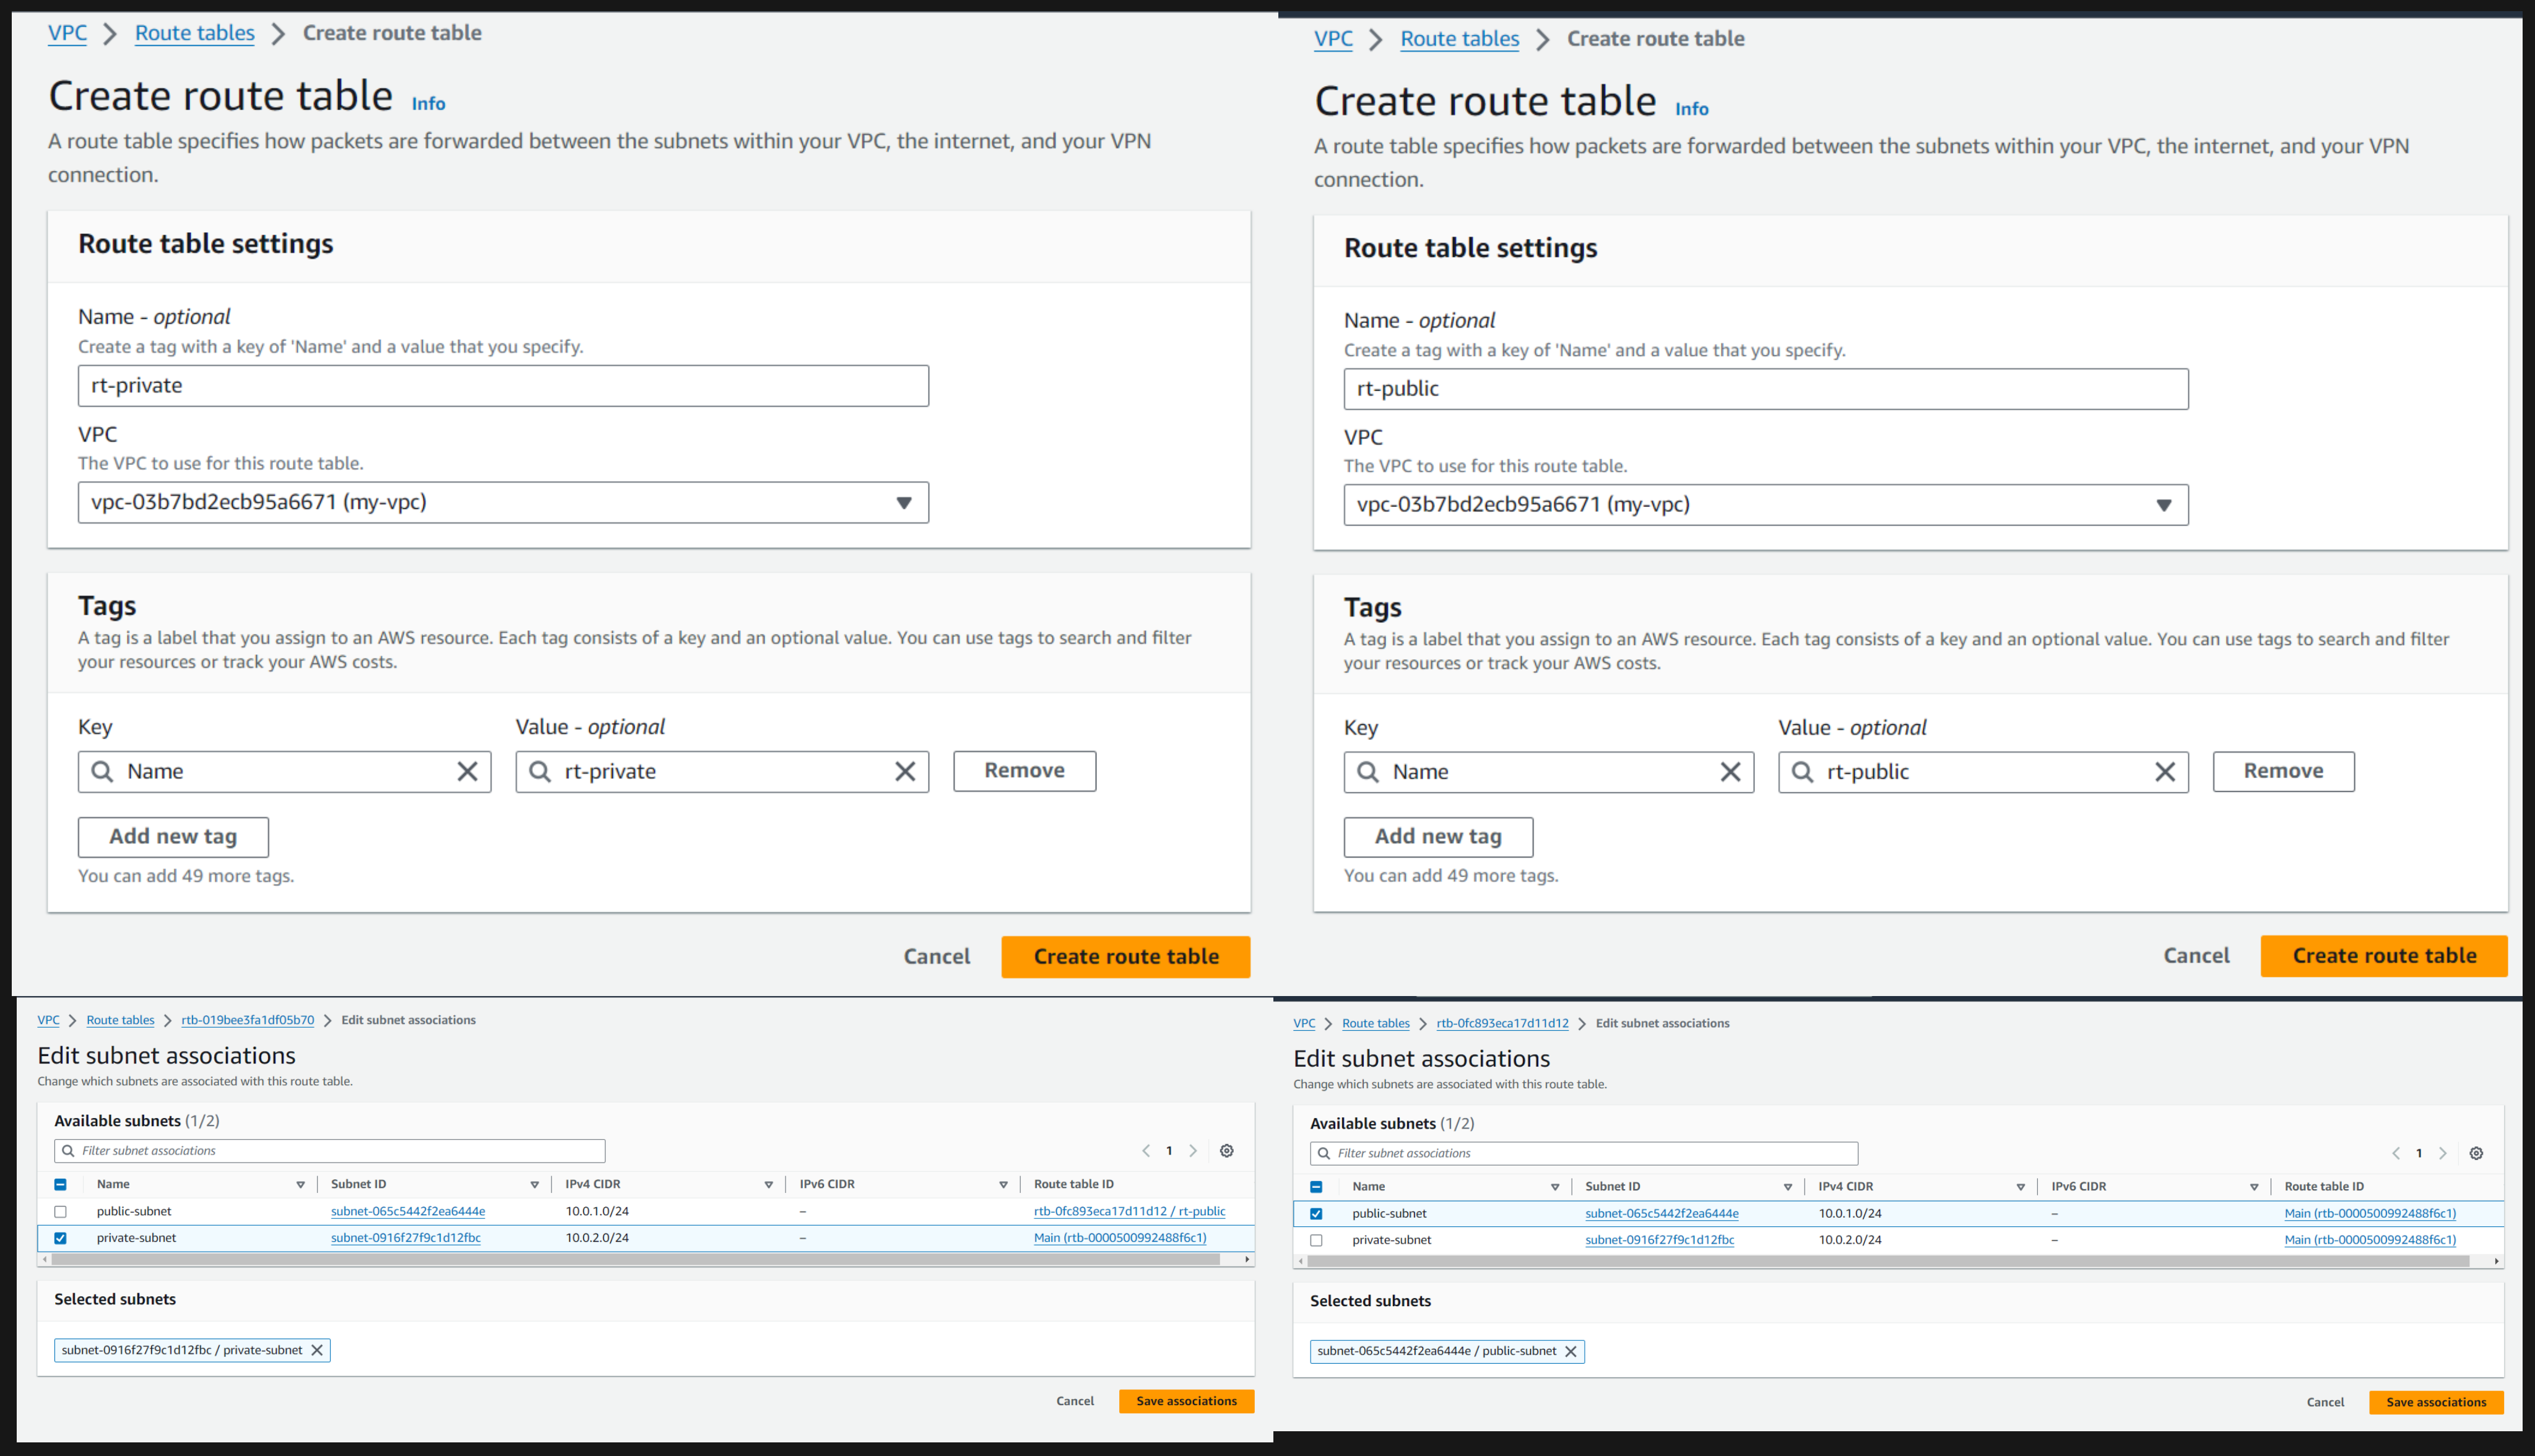 VPC > Route tables > Create route table
Create route table Info
A route table specifies how packets are forwarded between the subnets within your VPC, the internet, and your VPN
connection.
Route table settings
Name - optional
Create a tag with a key of 'Name' and a value that you specify.
rt-private
VPC
The VPC to use for this route table.
vpc-03b7bd2ecb95a6671 (my-vpc)
Tags
A tag is a label that you assign to an AWS resource. Each tag consists of a key and an optional value. You can use tags to search and filter
your resources or track your AWS costs.
Key Value - optional
Name rt-private Remove
Add new tag
You can add 49 more tags.
Cancel Create route table
VPC > Route tables > Create route table
Create route table Info
A route table specifies how packets are forwarded between the subnets within your VPC, the internet, and your VPN
connection.
Route table settings
Name - optional
Create a tag with a key of 'Name' and a value that you specify.
rt-public
VPC
The VPC to use for this route table.
vpc-03b7bd2ecb95a6671 (my-vpc)
Tags
A tag is a label that you assign to an AWS resource. Each tag consists of a key and an optional value. You can use tags to search and filter
your resources or track your AWS costs.
Key Value - optional
Name rt-public Remove
Add new tag
You can add 49 more tags.
Cancel Create route table
VPC > Route tables > rtb-019bee3fa1df05b70 > Edit subnet associations
Edit subnet associations
Change which subnets are associated with this route table.
Available subnets (1/2)
Filter subnet associations 1
Name Subnet ID IPv4 CIDR IPv6 CIDR Route table ID
public-subnet subnet-065c5442f2ea6444e 10.0.1.0/24 – rtb-0fc893eca17d11d12 / rt-public
private-subnet subnet-0916f27f9c1d12fbc 10.0.2.0/24 – Main (rtb-0000500992488f6c1)
Selected subnets
subnet-0916f27f9c1d12fbc / private-subnet
Cancel Save associations
VPC > Route tables > rtb-0fc893eca17d11d12 > Edit subnet associations
Edit subnet associations
Change which subnets are associated with this route table.
Available subnets (1/2)
Filter subnet associations 1
Name Subnet ID IPv4 CIDR IPv6 CIDR Route table ID
public-subnet subnet-065c5442f2ea6444e 10.0.1.0/24 – Main (rtb-0000500992488f6c1)
private-subnet subnet-0916f27f9c1d12fbc 10.0.2.0/24 – Main (rtb-0000500992488f6c1)
Selected subnets
subnet-065c5442f2ea6444e / public-subnet
Cancel Save associations